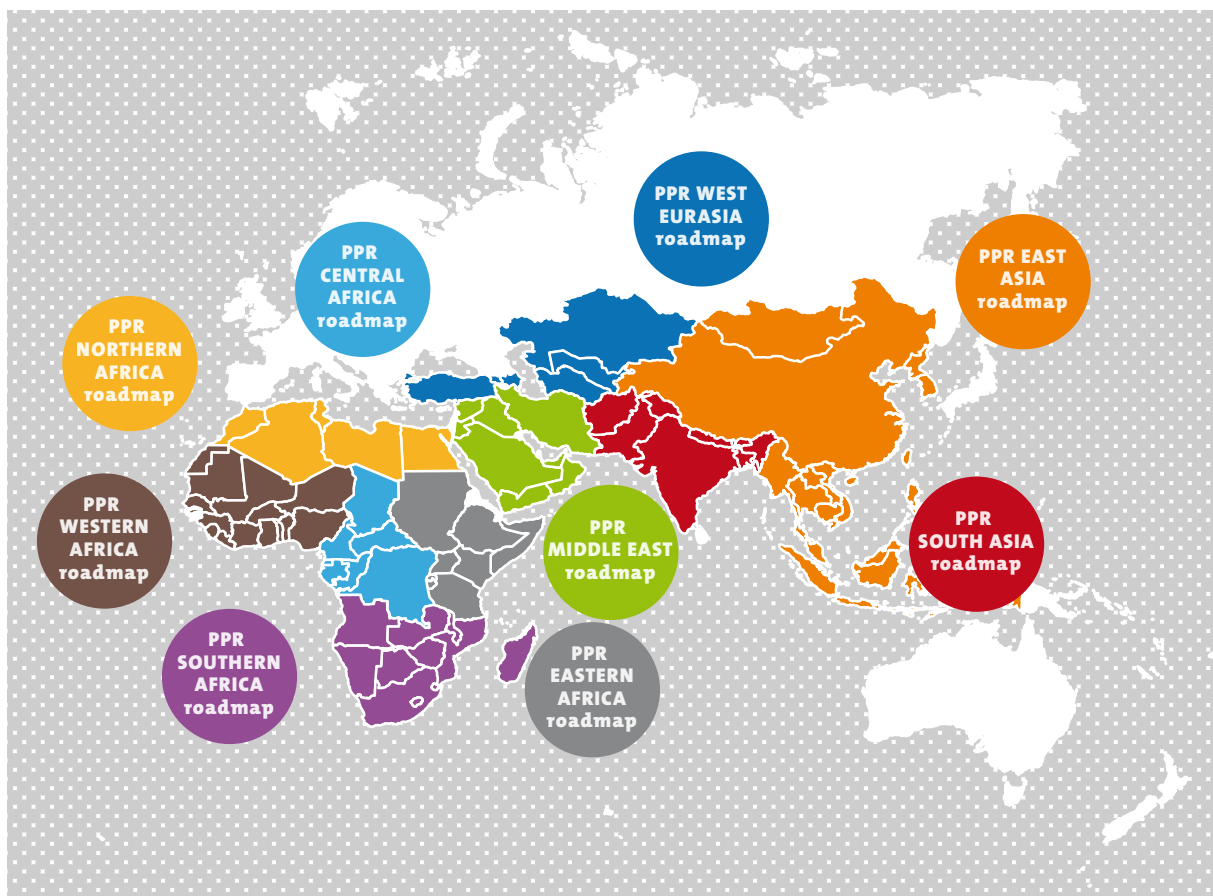 PPR WEST
EURASIA
roadmap
PPR
CENTRAL
AFRICA
roadmap
PPR EAST
ASIA
roadmap
PPR
NORTHERN
AFRICA
roadmap
PPR
WESTERN
AFRICA
roadmap
PPR
MIDDLE EAST
roadmap
PPR
SOUTH ASIA
roadmap
PPR
SOUTHERN
AFRICA
roadmap
PPR
EASTERN
AFRICA
roadmap